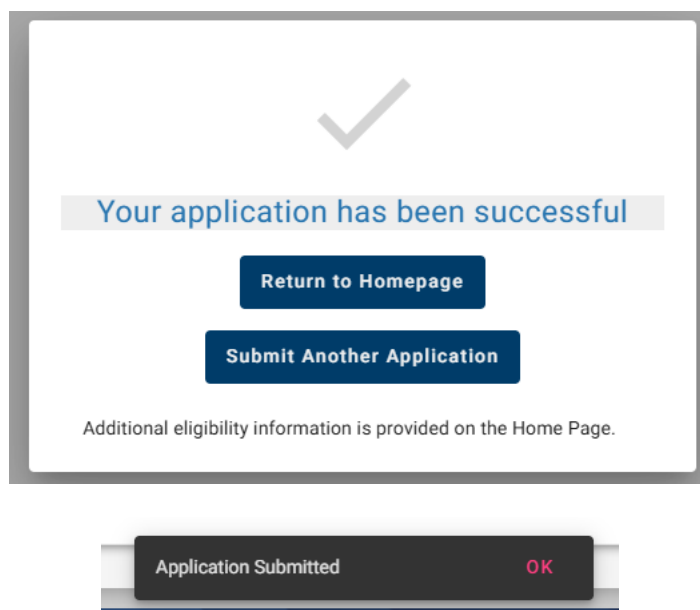 Your application has been successful
Return to Homepage
Submit Another Application
Additional eligibility information is provided on the Home Page.
Application Submitted OK